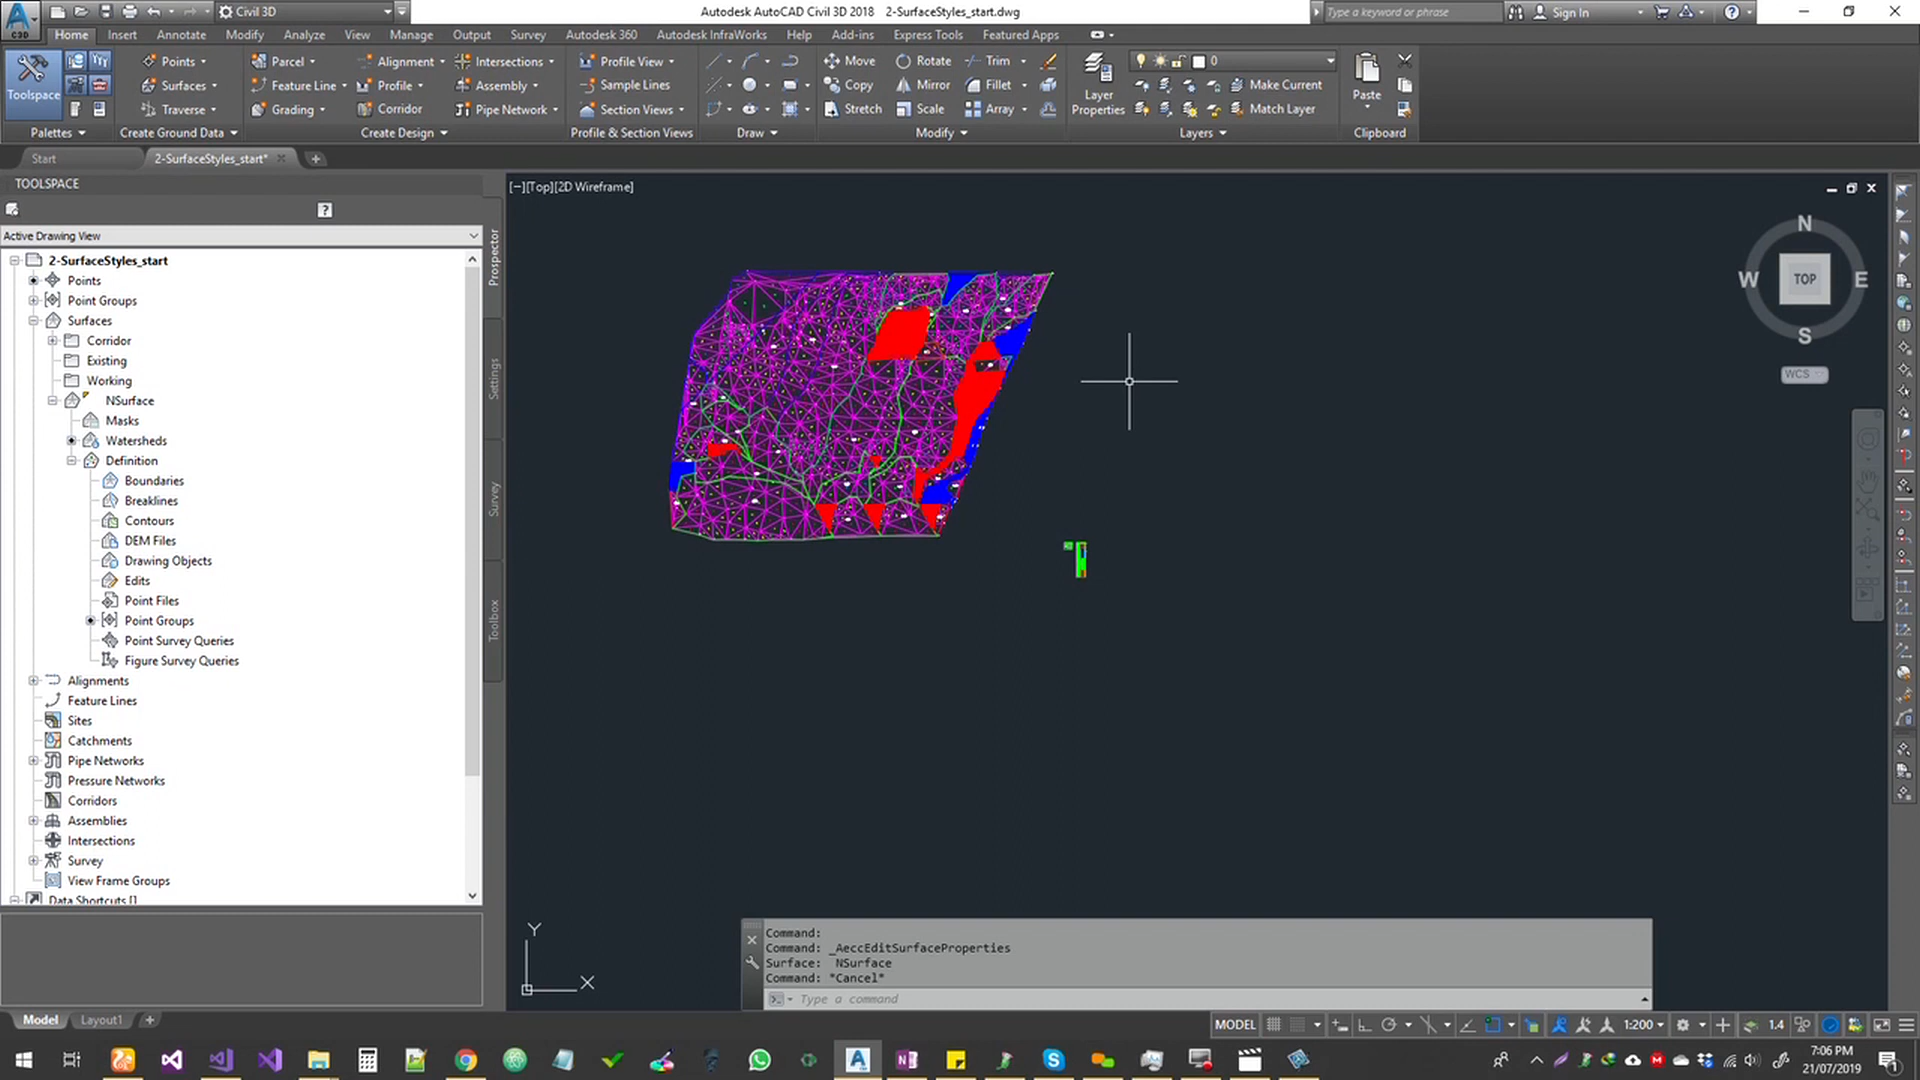 Civil 3D
Autodesk AutoCAD Civil 3D 2018 2-SurfaceStyles_start.dwg
Type a keyword or phrase
Sign In
C3D
Home Insert Annotate Modify Analyze View Manage Output Survey Autodesk 360 Autodesk InfraWorks Help Add-ins Express Tools Featured Apps
Points Parcel Alignment Intersections Profile View Move Rotate Trim 0
Toolspace Surfaces Feature Line Profile Assembly Sample Lines Copy Mirror Fillet Layer Properties Make Current Paste
Traverse Grading Corridor Pipe Network Section Views Stretch Scale Array Match Layer
Palettes Create Ground Data Create Design Profile & Section Views Draw Modify Layers Clipboard
Start 2-SurfaceStyles_start*
TOOLSPACE
[−][Top][2D Wireframe]
Active Drawing View
2-SurfaceStyles_start
Points
Point Groups
Surfaces
Corridor
Existing
Working
NSurface
Masks
Watersheds
Definition
Boundaries
Breaklines
Contours
DEM Files
Drawing Objects
Edits
Point Files
Point Groups
Point Survey Queries
Figure Survey Queries
Alignments
Feature Lines
Sites
Catchments
Pipe Networks
Pressure Networks
Corridors
Assemblies
Intersections
Survey
View Frame Groups
Data Shortcuts []
Prospector
Settings
Survey
Toolbox
N
W TOP E
S
WCS
Y
X
Command:
Command: _AeccEditSurfaceProperties
Surface: NSurface
Command: *Cancel*
Type a command
Model Layout1
MODEL 1:200 1.4
7:06 PM
21/07/2019